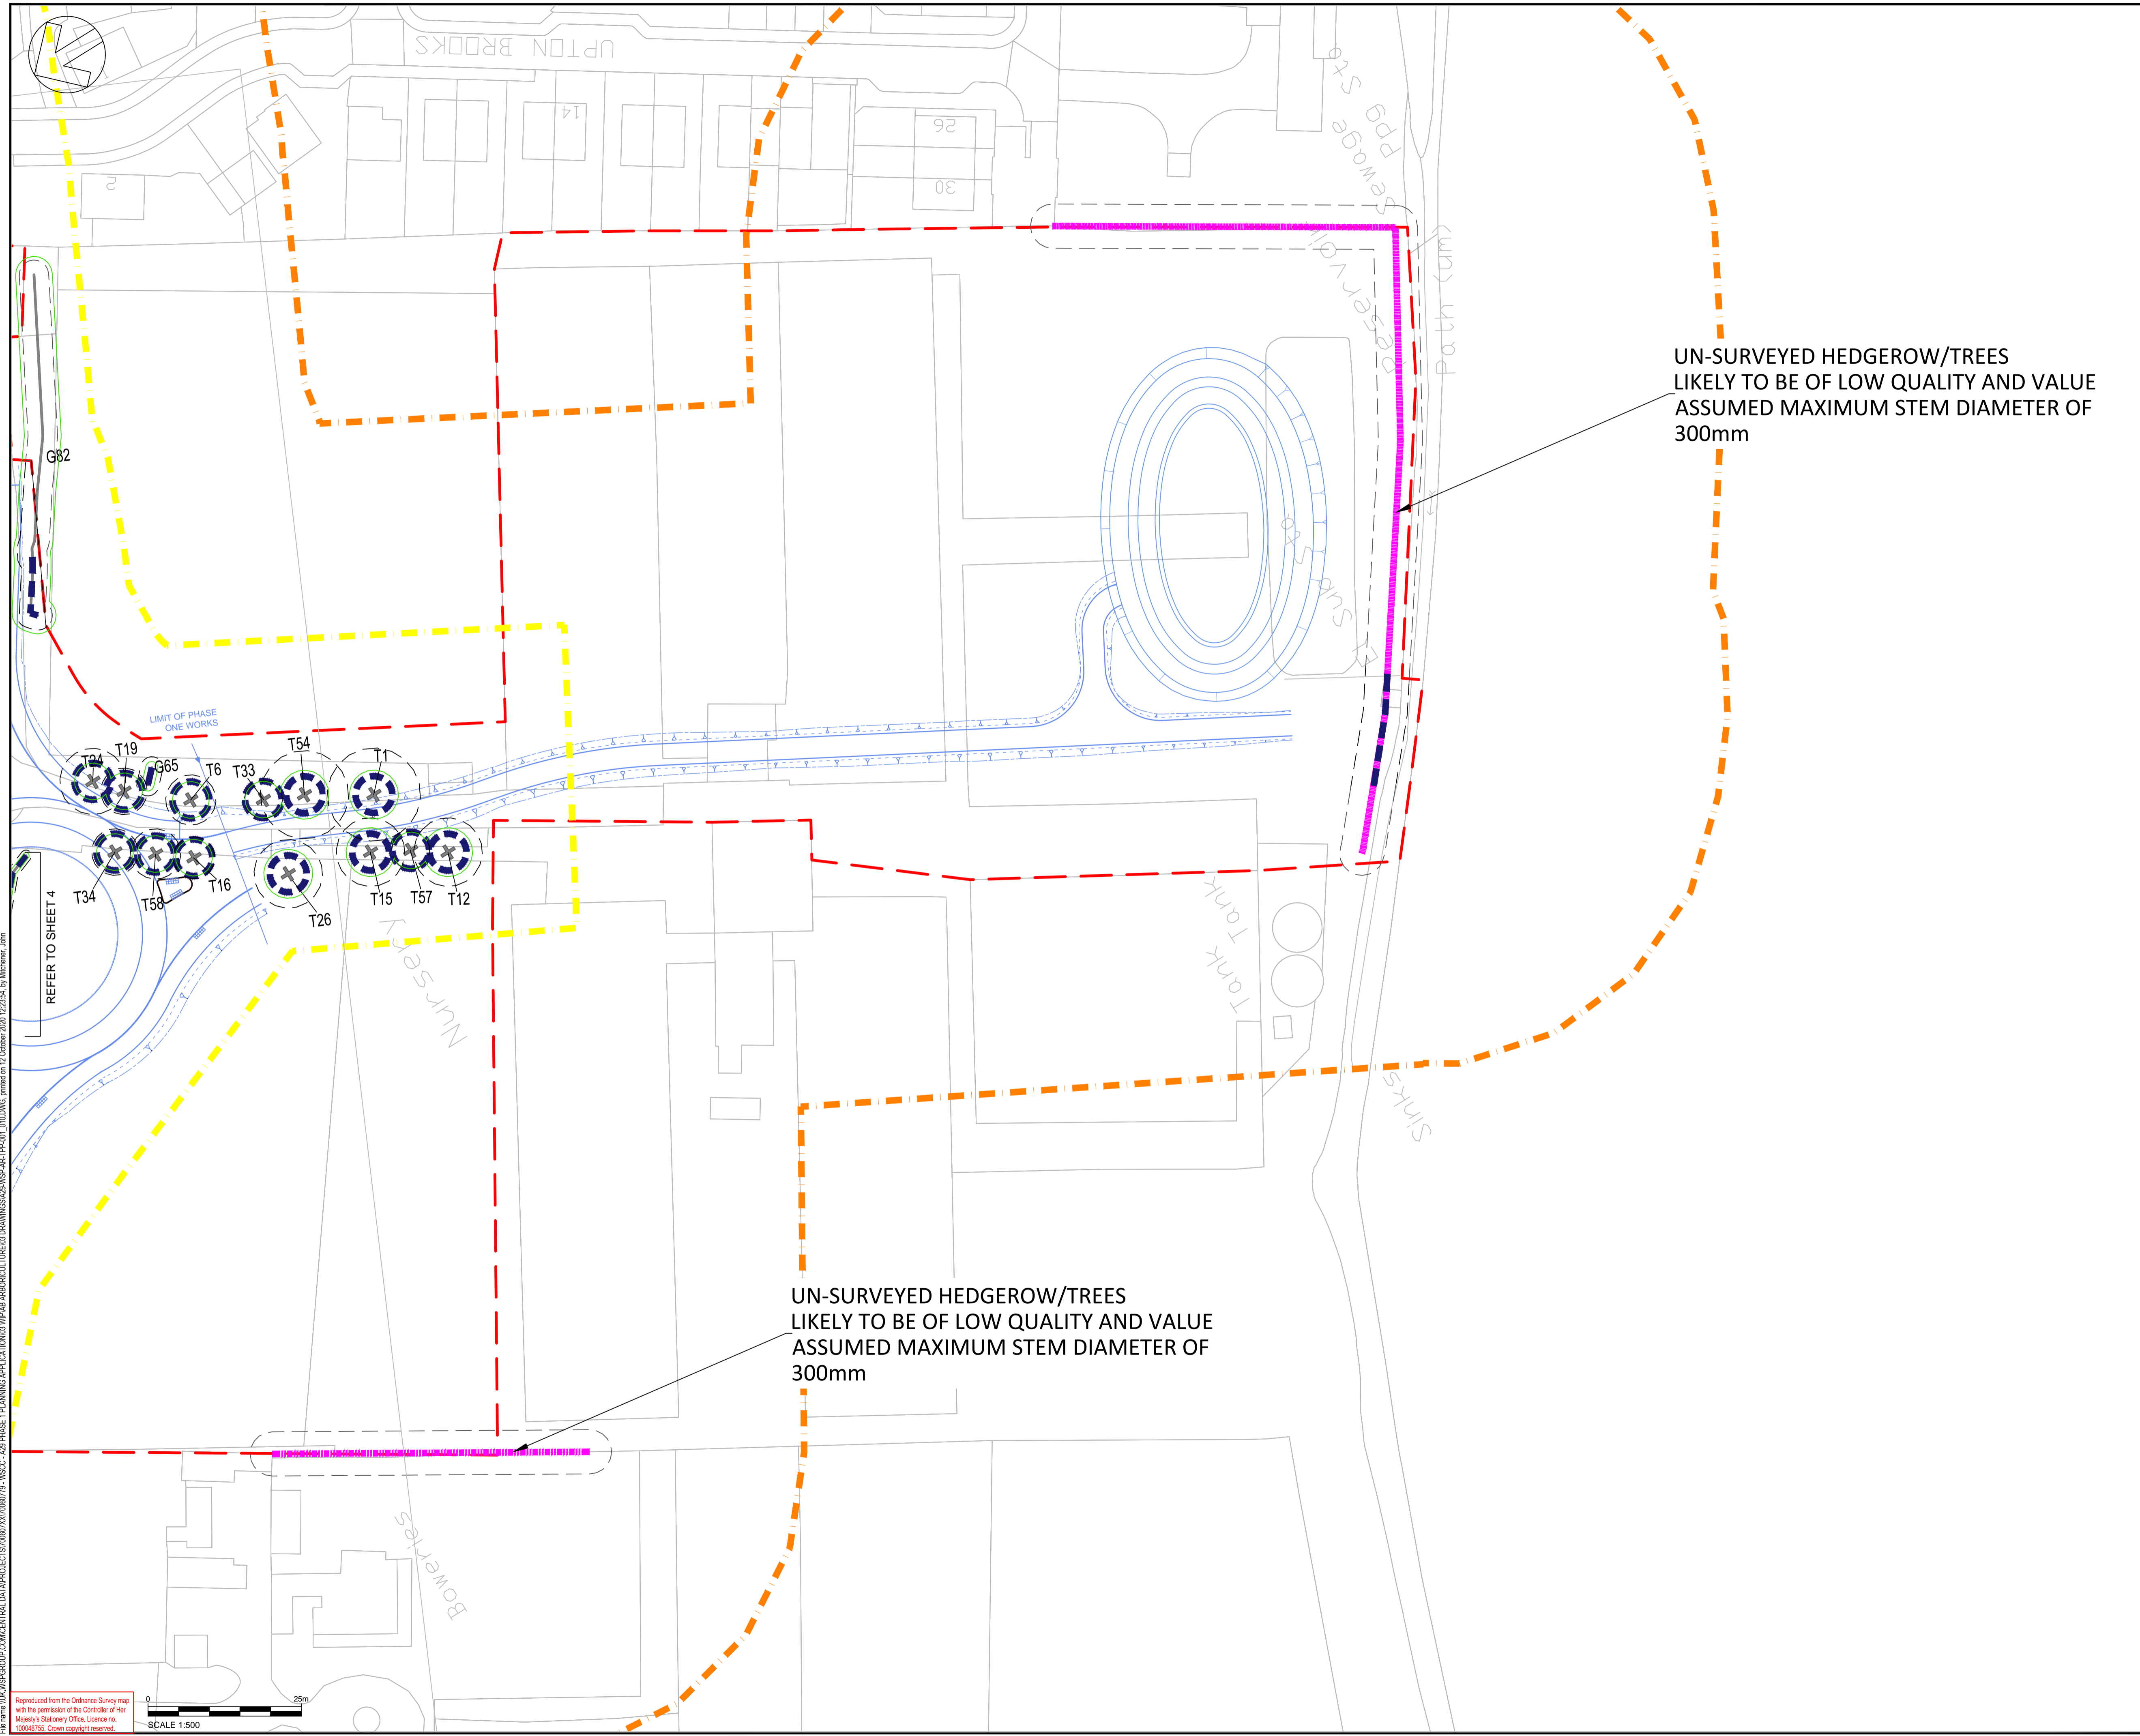 UPTON BROOKS
14
26
30
2
Sewage Ppg Sta
Reservoir
Path (um)
UN-SURVEYED HEDGEROW/TREES
LIKELY TO BE OF LOW QUALITY AND VALUE
ASSUMED MAXIMUM STEM DIAMETER OF
300mm
G82
El Sub Sta
LIMIT OF PHASE
ONE WORKS
T24
T19
G65
T6
T33
T54
T1
T34
T58
T16
T26
T15
T57
T12
REFER TO SHEET 4
Nursery
Tank
Tank
Sinks
UN-SURVEYED HEDGEROW/TREES
LIKELY TO BE OF LOW QUALITY AND VALUE
ASSUMED MAXIMUM STEM DIAMETER OF
300mm
Boweries
Reproduced from the Ordnance Survey map
with the permission of the Controller of Her
Majesty's Stationery Office, Licence no.
100048755. Crown copyright reserved.
0
25m
SCALE 1:500